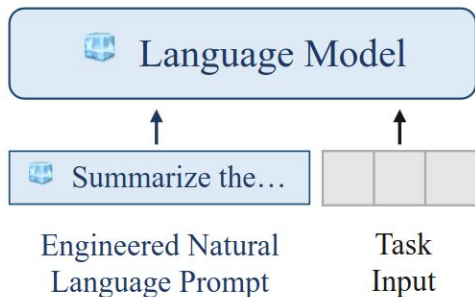 Language Model
Summarize the…
Engineered Natural
Language Prompt
Task
Input